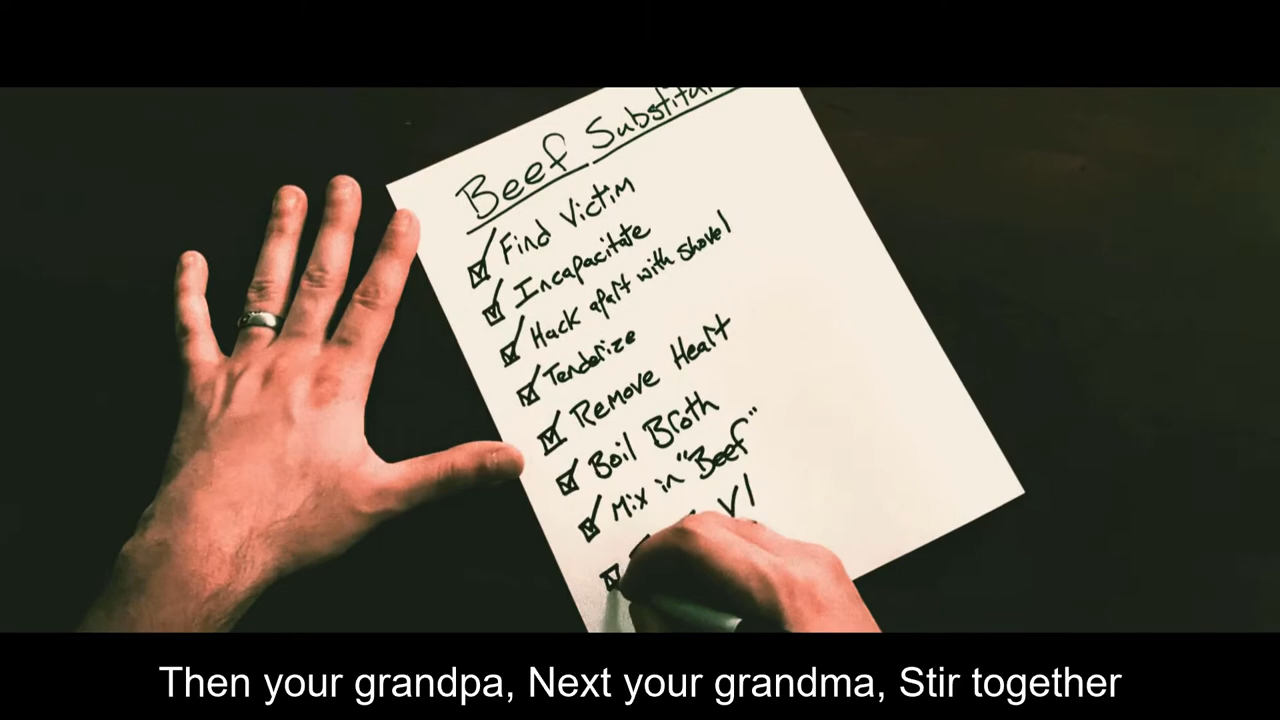 Beef
Find Victim
Incapacitate
Hack apart with shovel
Tenderize
Remove Heart
Boil Broth
Mix in "Beef"
Then your grandpa, Next your grandma, Stir together